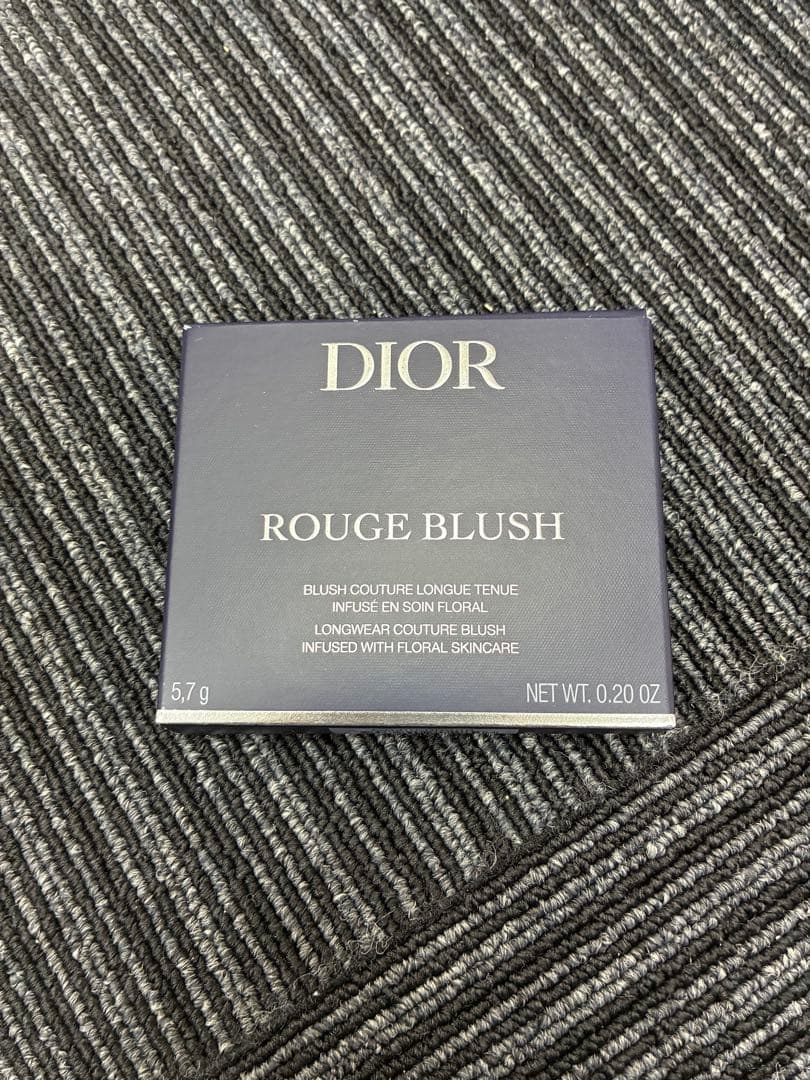 DIOR
ROUGE BLUSH
BLUSH COUTURE LONGUE TENUE
INFUSÉ EN SOIN FLORAL
LONGWEAR COUTURE BLUSH
INFUSED WITH FLORAL SKINCARE
5,7 g NET WT. 0.20 OZ